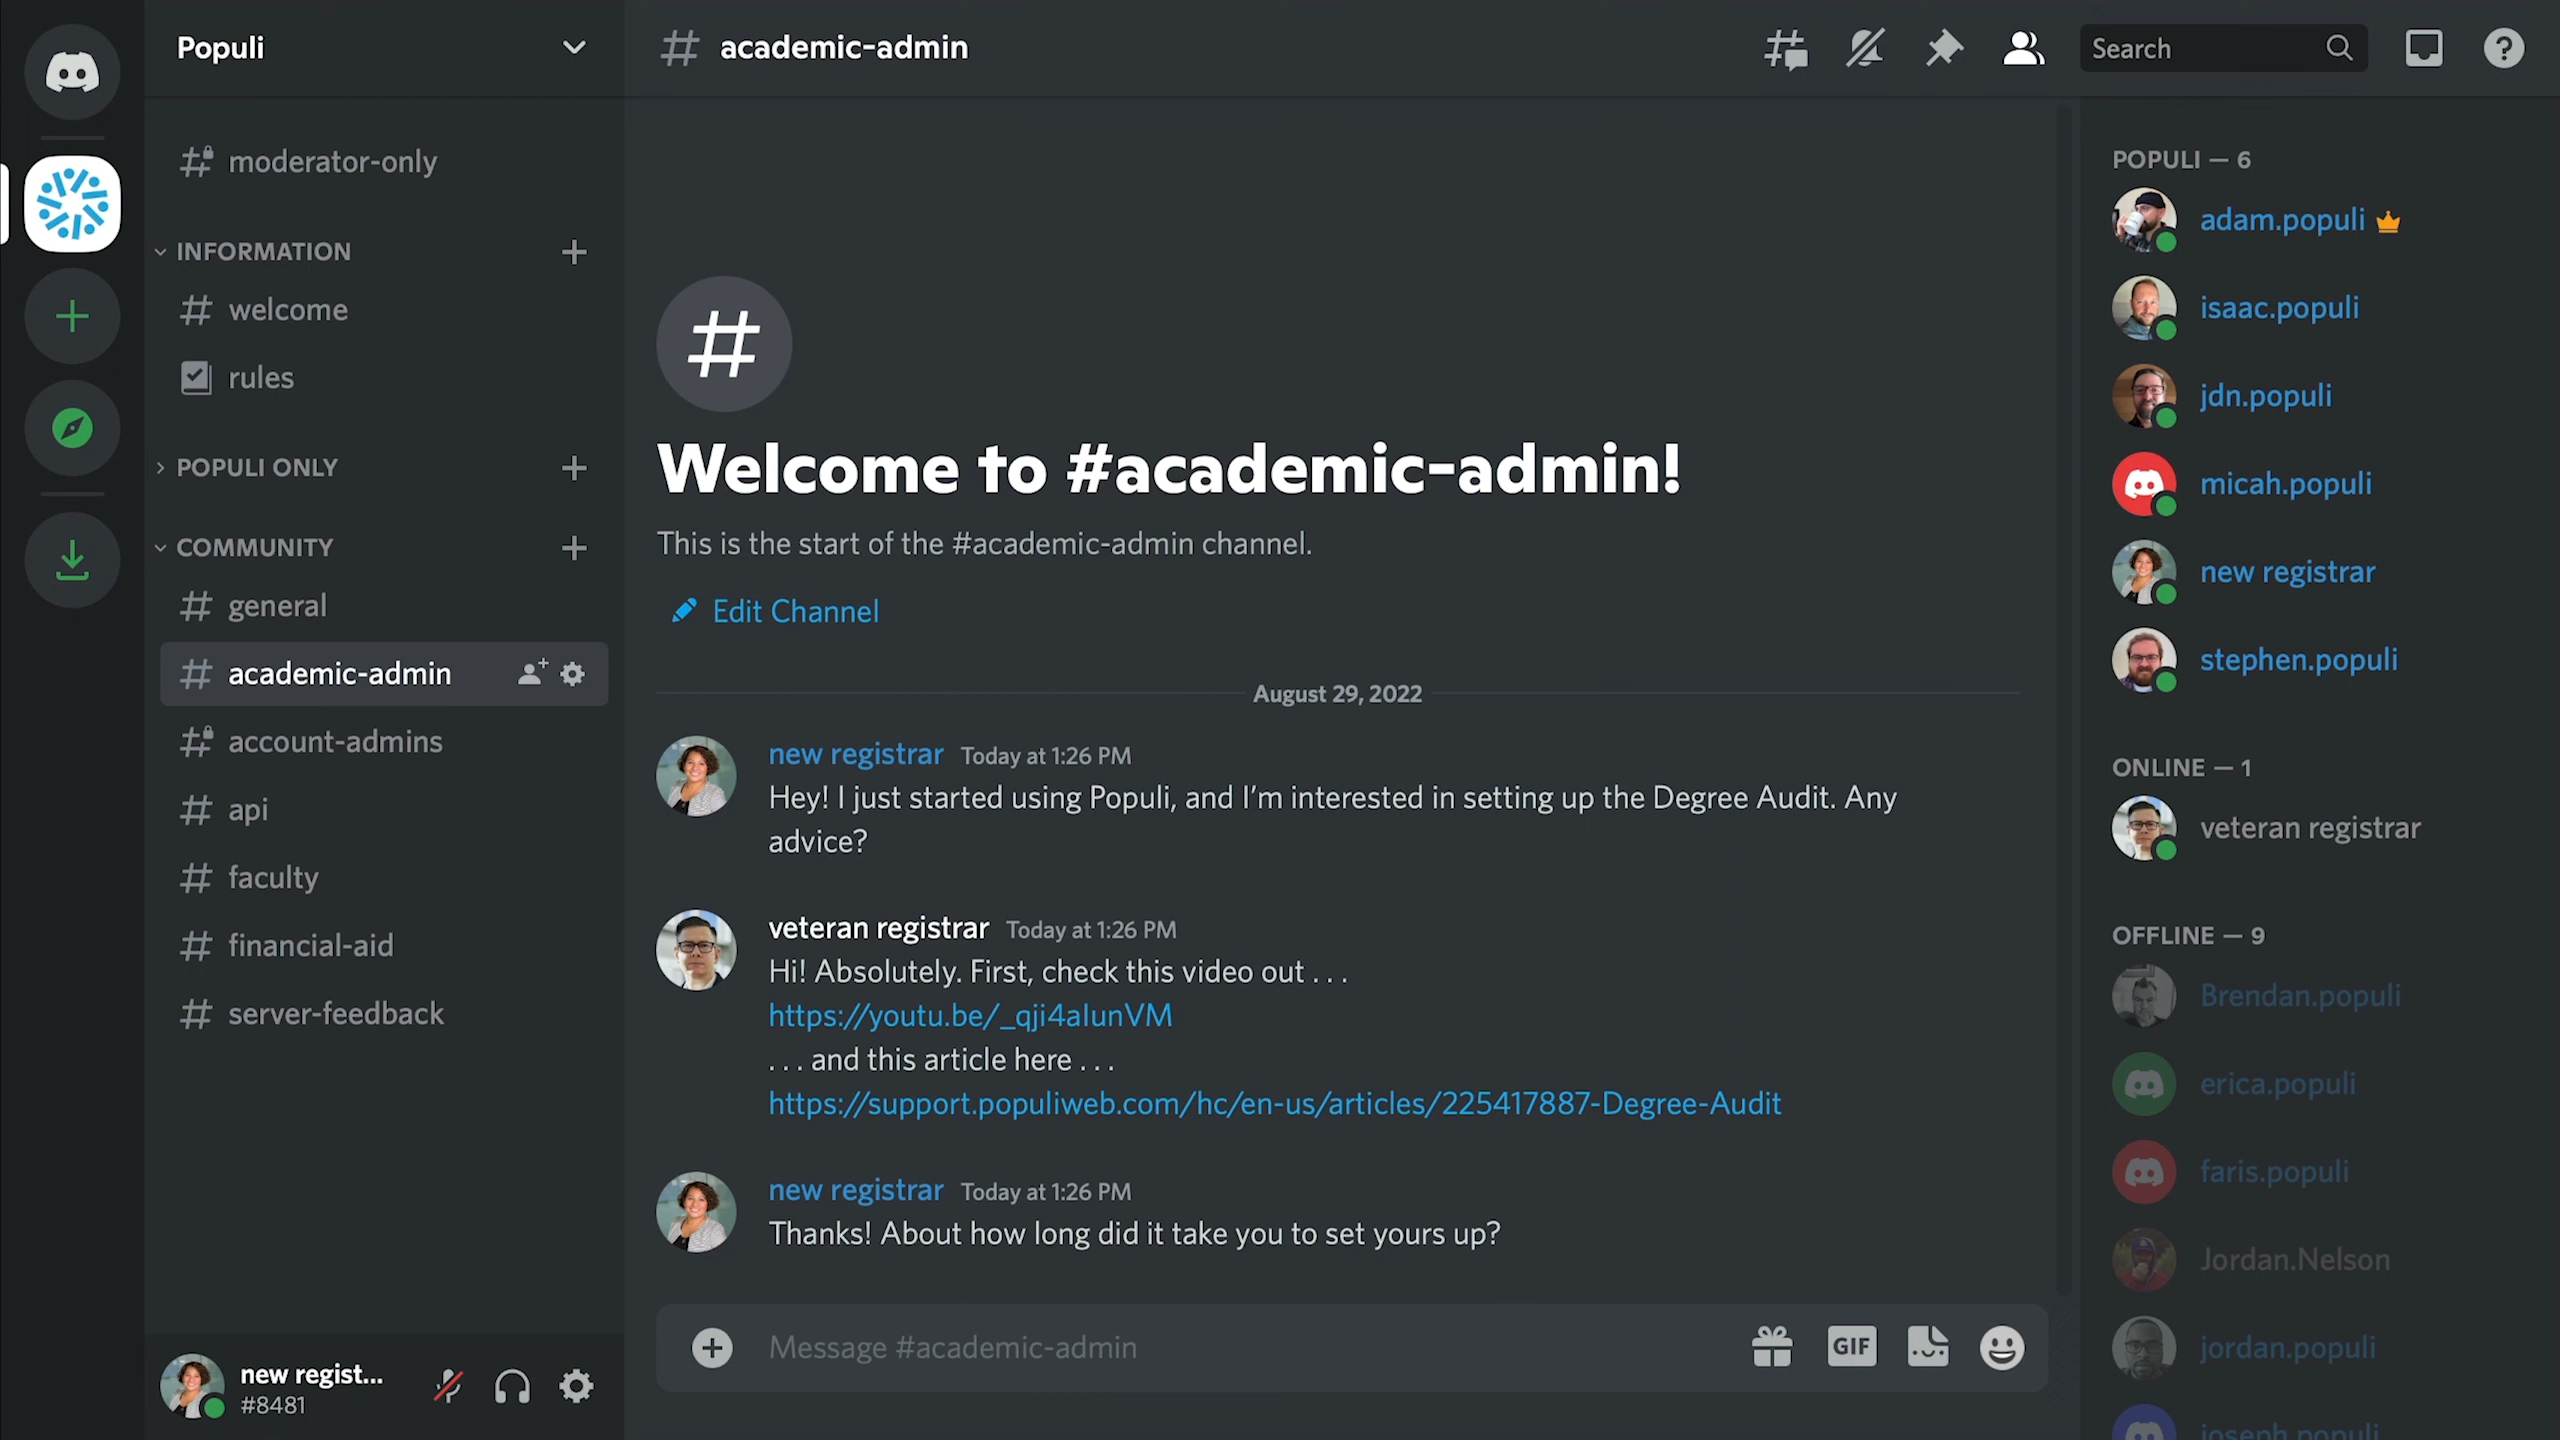 Populi
moderator-only
INFORMATION
welcome
rules
POPULI ONLY
COMMUNITY
general
academic-admin
account-admins
api
faculty
financial-aid
server-feedback
new regist...
#8481
academic-admin
Search
Welcome to #academic-admin!
This is the start of the #academic-admin channel.
Edit Channel
August 29, 2022
new registrar Today at 1:26 PM
Hey! I just started using Populi, and I’m interested in setting up the Degree Audit. Any
advice?
veteran registrar Today at 1:26 PM
Hi! Absolutely. First, check this video out . . .
https://youtu.be/_qji4aIunVM
. . . and this article here . . .
https://support.populiweb.com/hc/en-us/articles/225417887-Degree-Audit
new registrar Today at 1:26 PM
Thanks! About how long did it take you to set yours up?
Message #academic-admin
GIF
POPULI — 6
adam.populi
isaac.populi
jdn.populi
micah.populi
new registrar
stephen.populi
ONLINE — 1
veteran registrar
OFFLINE — 9
Brendan.populi
erica.populi
faris.populi
Jordan.Nelson
jordan.populi
joseph.populi